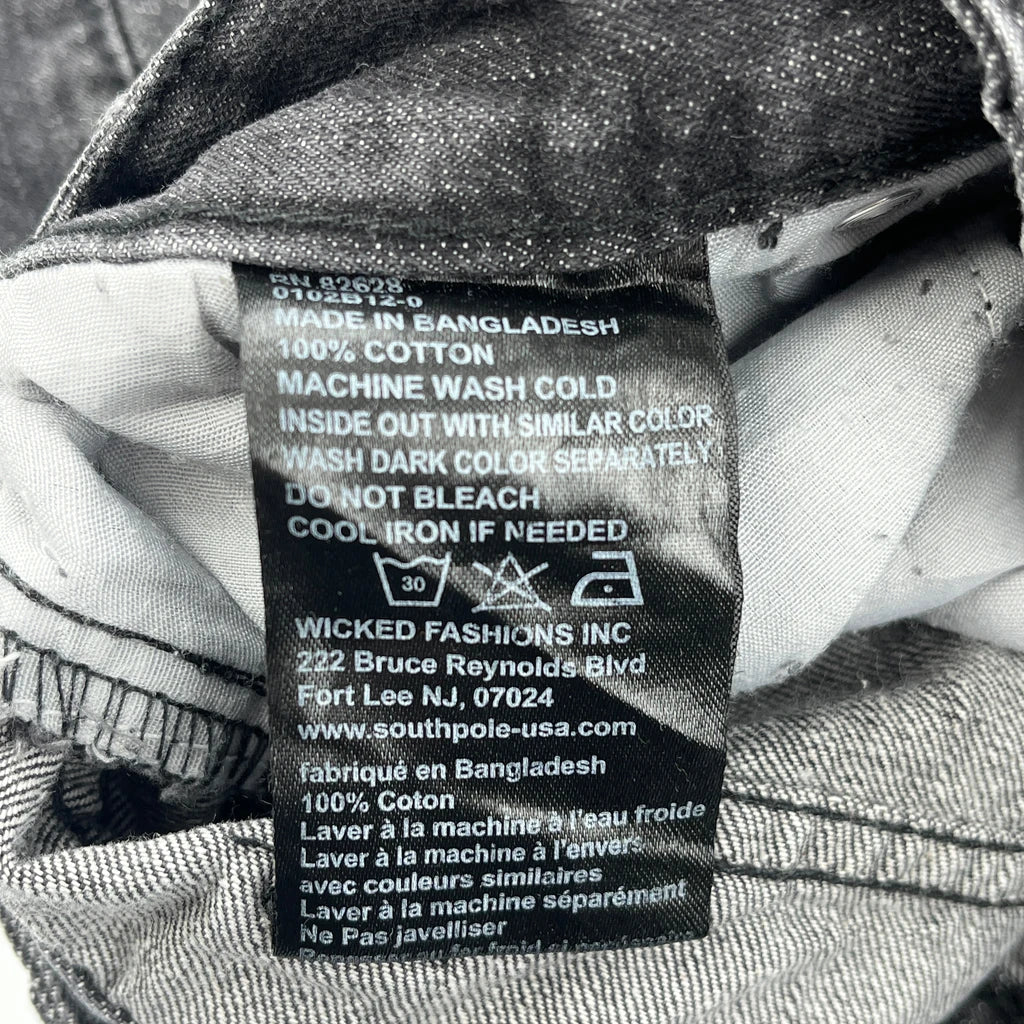 RN 82628
0102B12-0
MADE IN BANGLADESH
100% COTTON
MACHINE WASH COLD
INSIDE OUT WITH SIMILAR COLOR
WASH DARK COLOR SEPARATELY
DO NOT BLEACH
COOL IRON IF NEEDED
30
WICKED FASHIONS INC
222 Bruce Reynolds Blvd
Fort Lee NJ, 07024
www.southpole-usa.com
fabriqué en Bangladesh
100% Coton
Laver à la machine à l'eau froide
Laver à la machine à l'envers
avec couleurs similaires
Laver à la machine séparément
Ne Pas javelliser
fer froid si